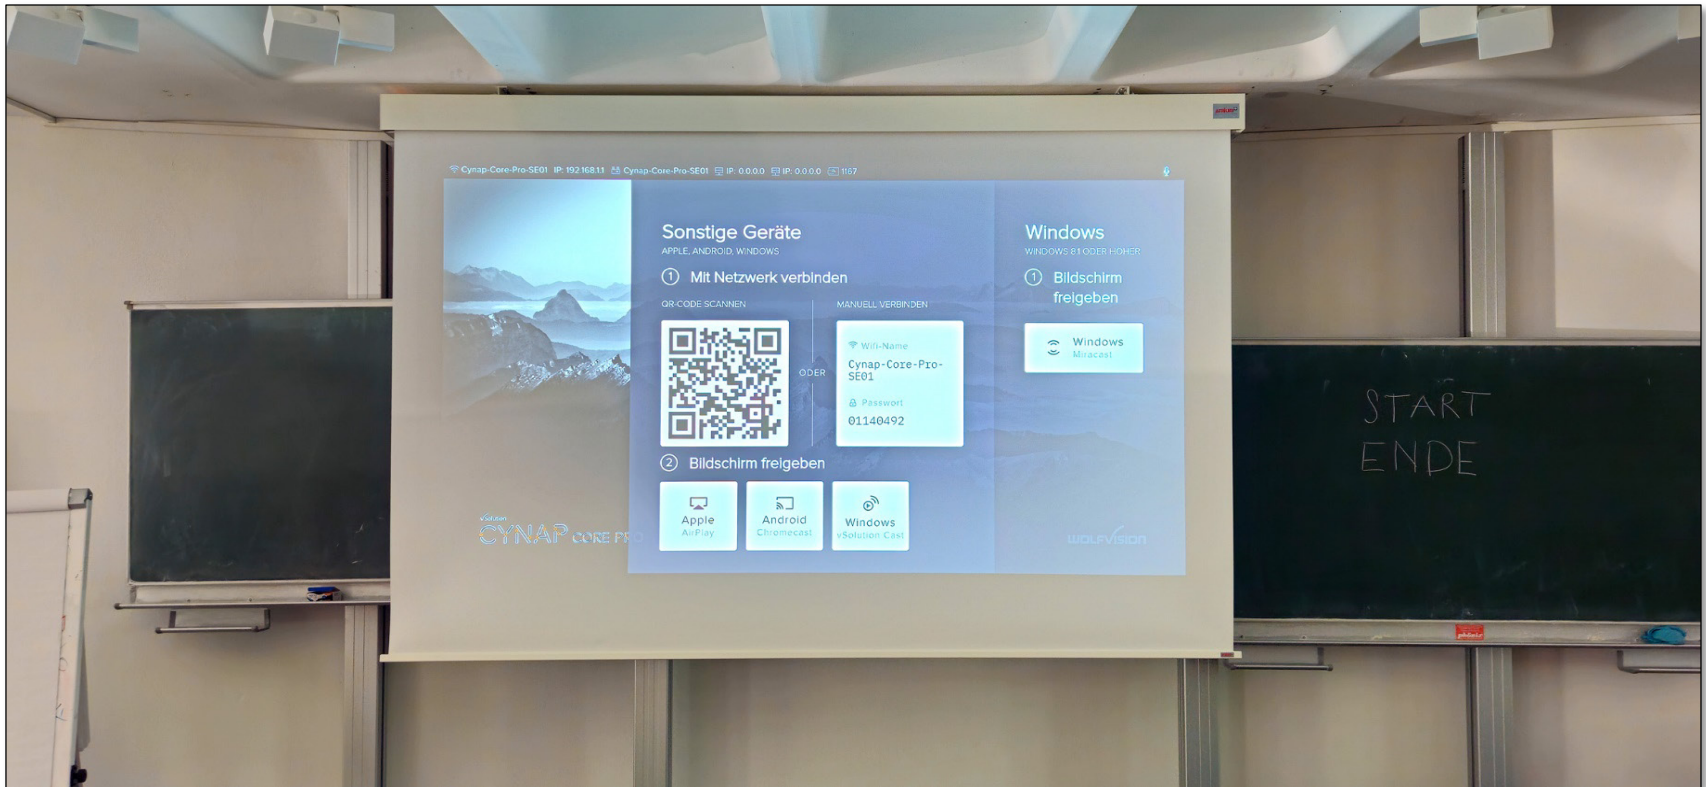 Cynap-Core-Pro-SE01 IP: 192.168.1.1 Cynap-Core-Pro-SE01 IP: 0.0.0.0 IP: 0.0.0.0 1167
Sonstige Geräte
APPLE, ANDROID, WINDOWS
1 Mit Netzwerk verbinden
QR-CODE SCANNEN
ODER
MANUELL VERBINDEN
Wifi-Name
Cynap-Core-Pro-
SE01
Passwort
01140492
2 Bildschirm freigeben
Apple
AirPlay
Android
Chromecast
Windows
vSolution Cast
Windows
WINDOWS 8.1 ODER HÖHER
1 Bildschirm
freigeben
Windows
Miracast
vSolution
CYNAP CORE PRO
WOLFVISION
START
ENDE